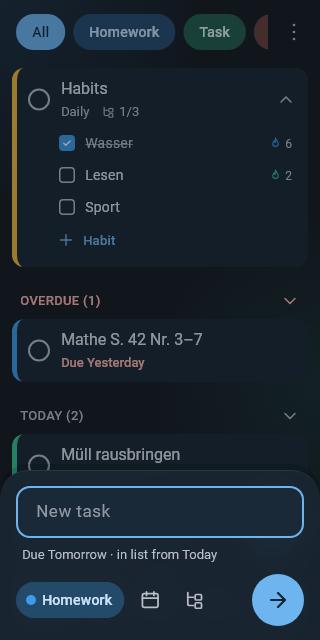 All
Homework
Task
Habits
Daily 1/3
Wasser 6
Lesen 2
Sport
+ Habit
OVERDUE (1)
Mathe S. 42 Nr. 3–7
Due Yesterday
TODAY (2)
Müll rausbringen
New task
Due Tomorrow · in list from Today
Homework